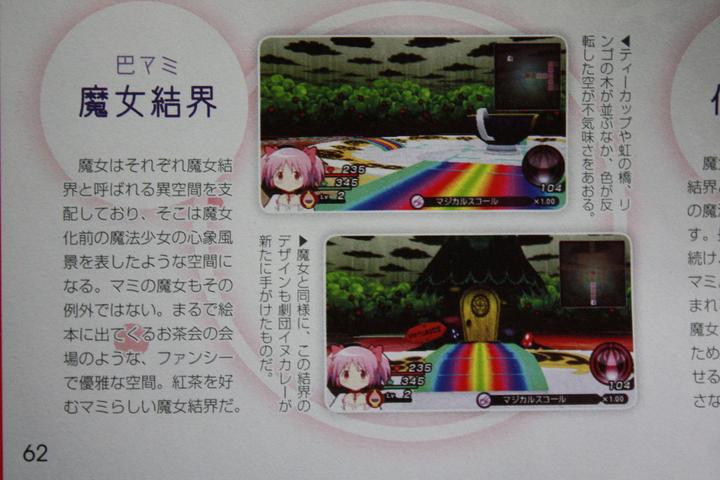 巴マミ
魔女結界
魔女はそれぞれ魔女結
界と呼ばれる異空間を支
配しており、そこは魔女
化前の魔法少女の心象風
景を表したような空間に
なる。マミの魔女もその
例外ではない。まるで絵
本に出てくるお茶会の会
場のような、ファンシー
で優雅な空間。紅茶を好
むマミらしい魔女結界だ。
◀ティーカップや虹の橋、リ
ンゴの木が並ぶなか、色が反
転した空が不気味さをあおる。
235
345
Lv. 2
マジカルスコール
×1.00
104
▶魔女と同様に、この結界の
デザインも劇団イヌカレーが
新たに手がけたものだ。
235
345
Lv. 2
マジカルスコール
×1.00
104
魔
結界
の魔
す。
続け、
マミ
まれ
魔女
ため
せる
さな
62